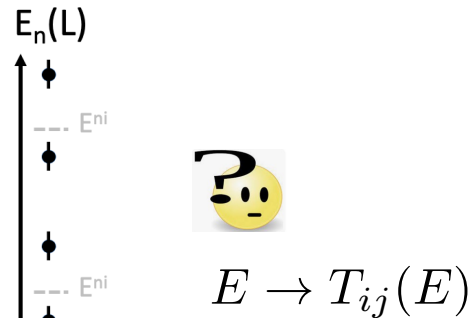 Eₙ(L)
Eⁿⁱ
?
Eⁿⁱ
E → Tᵢⱼ(E)